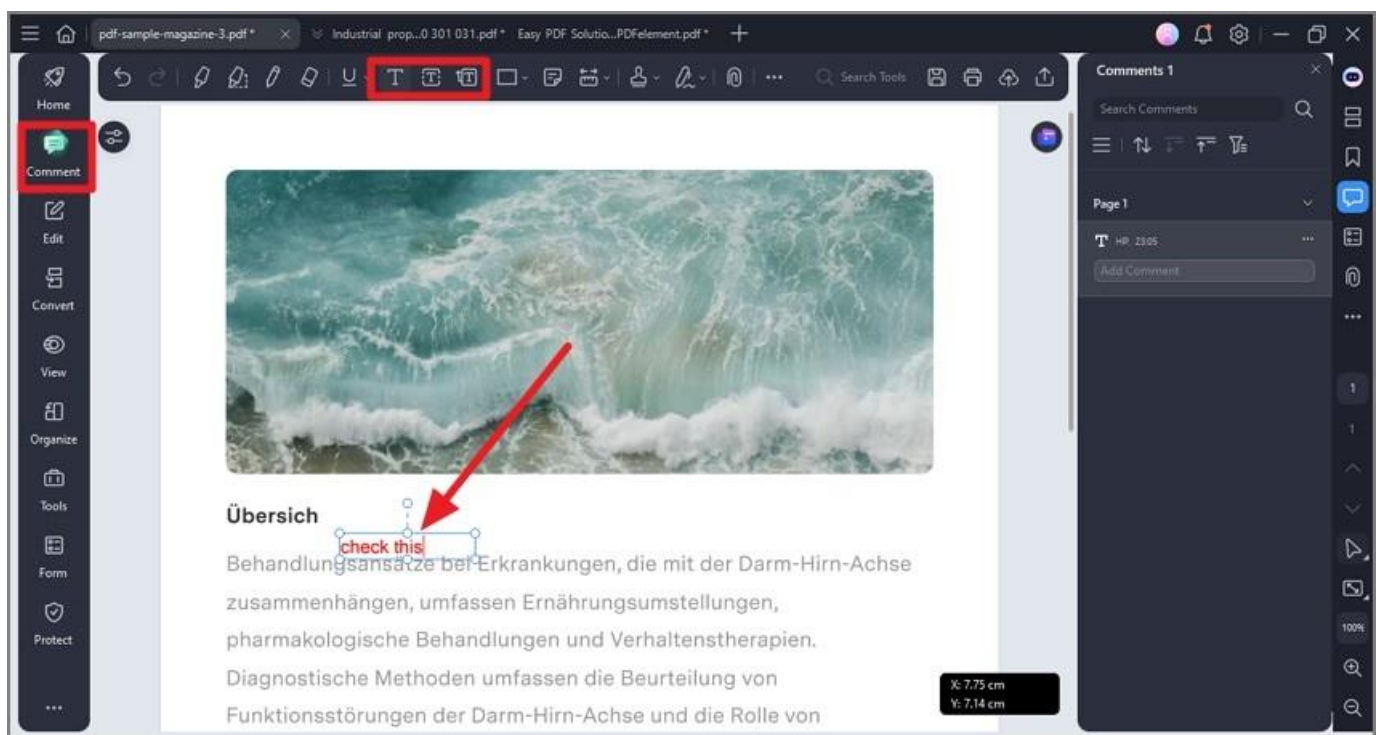 pdf-sample-magazine-3.pdf *
Industrial prop...0 301 031.pdf *
Easy PDF Solutio...PDFelement.pdf *
Search Tools
Home
Comment
Edit
Convert
View
Organize
Tools
Form
Protect
Übersich
check this
Behandlungsansätze bei Erkrankungen, die mit der Darm-Hirn-Achse
zusammenhängen, umfassen Ernährungsumstellungen,
pharmakologische Behandlungen und Verhaltenstherapien.
Diagnostische Methoden umfassen die Beurteilung von
Funktionsstörungen der Darm-Hirn-Achse und die Rolle von
X: 7.75 cm
Y: 7.14 cm
Comments 1
Search Comments
Page 1
HP, 23:05
Add Comment
1
1
100%